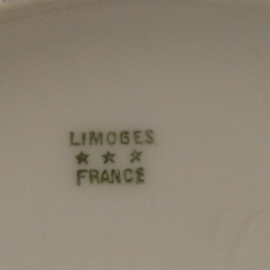 LIMOGES
★ ★ ★
FRANCE